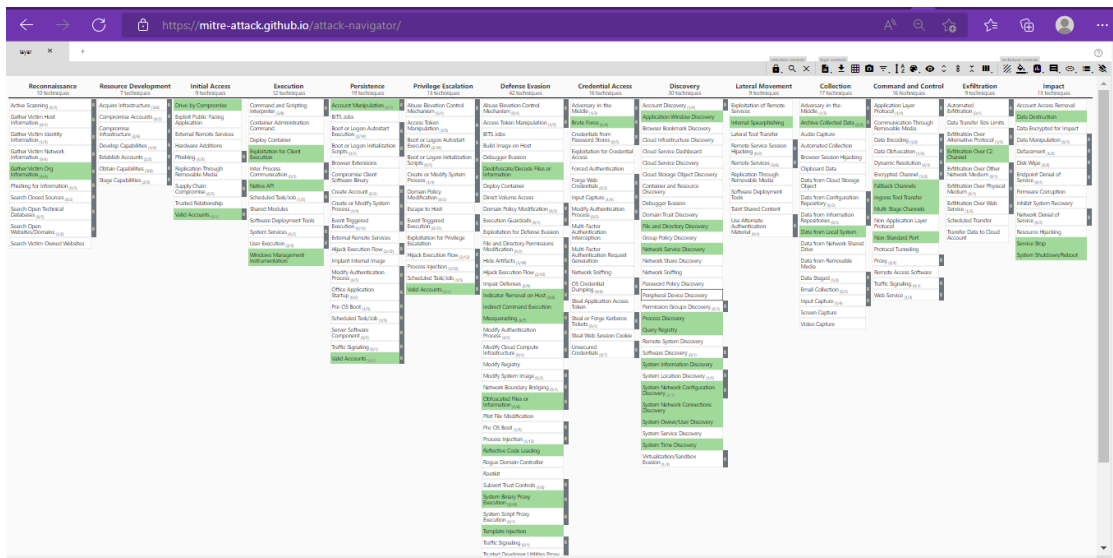 https://mitre-attack.github.io/attack-navigator/
layer
selection controls
layer controls
technique controls
Reconnaissance
10 techniques
Active Scanning
Gather Victim Host
Information
Gather Victim Identity
Information
Gather Victim Network
Information
Gather Victim Org
Information
Phishing for Information
Search Closed Sources
Search Open Technical
Databases
Search Open
Websites/Domains
Search Victim Owned Websites
Resource Development
7 techniques
Acquire Infrastructure
Compromise Accounts
Compromise
Infrastructure
Develop Capabilities
Establish Accounts
Obtain Capabilities
Stage Capabilities
Initial Access
9 techniques
Drive by Compromise
Exploit Public Facing
Application
External Remote Services
Hardware Additions
Phishing
Replication Through
Removable Media
Supply Chain
Compromise
Trusted Relationship
Valid Accounts
Execution
12 techniques
Command and Scripting
Interpreter
Container Administration
Command
Deploy Container
Exploitation for Client
Execution
Inter Process
Communication
Native API
Scheduled Task/Job
Shared Modules
Software Deployment Tools
System Services
User Execution
Windows Management
Instrumentation
Persistence
19 techniques
Account Manipulation
BITS Jobs
Boot or Logon Autostart
Execution
Boot or Logon Initialization
Scripts
Browser Extensions
Compromise Client
Software Binary
Create Account
Create or Modify System
Process
Event Triggered
Execution
External Remote Services
Hijack Execution Flow
Implant Internal Image
Modify Authentication
Process
Office Application
Startup
Pre OS Boot
Scheduled Task/Job
Server Software
Component
Traffic Signaling
Valid Accounts
Privilege Escalation
13 techniques
Abuse Elevation Control
Mechanism
Access Token
Manipulation
Boot or Logon Autostart
Execution
Boot or Logon Initialization
Scripts
Create or Modify System
Process
Domain Policy
Modification
Escape to Host
Event Triggered
Execution
Exploitation for Privilege
Escalation
Hijack Execution Flow
Process Injection
Scheduled Task/Job
Valid Accounts
Defense Evasion
42 techniques
Abuse Elevation Control
Mechanism
Access Token Manipulation
BITS Jobs
Build Image on Host
Debugger Evasion
Deobfuscate/Decode Files or
Information
Deploy Container
Direct Volume Access
Domain Policy Modification
Execution Guardrails
Exploitation for Defense Evasion
File and Directory Permissions
Modification
Hide Artifacts
Hijack Execution Flow
Impair Defenses
Indicator Removal on Host
Indirect Command Execution
Masquerading
Modify Authentication
Process
Modify Cloud Compute
Infrastructure
Modify Registry
Modify System Image
Network Boundary Bridging
Obfuscated Files or
Information
Plist File Modification
Pre OS Boot
Process Injection
Reflective Code Loading
Rogue Domain Controller
Rootkit
Subvert Trust Controls
System Binary Proxy
Execution
System Script Proxy
Execution
Template Injection
Traffic Signaling
Trusted Developer Utilities Proxy
Credential Access
16 techniques
Adversary in the
Middle
Brute Force
Credentials from
Password Stores
Exploitation for Credential
Access
Forced Authentication
Forge Web
Credentials
Input Capture
Modify Authentication
Process
Multi Factor
Authentication
Interception
Multi Factor
Authentication Request
Generation
Network Sniffing
OS Credential
Dumping
Steal Application Access
Token
Steal or Forge Kerberos
Tickets
Steal Web Session Cookie
Unsecured
Credentials
Discovery
30 techniques
Account Discovery
Application Window Discovery
Browser Bookmark Discovery
Cloud Infrastructure Discovery
Cloud Service Dashboard
Cloud Service Discovery
Cloud Storage Object Discovery
Container and Resource
Discovery
Debugger Evasion
Domain Trust Discovery
File and Directory Discovery
Group Policy Discovery
Network Service Discovery
Network Share Discovery
Network Sniffing
Password Policy Discovery
Peripheral Device Discovery
Permission Groups Discovery
Process Discovery
Query Registry
Remote System Discovery
Software Discovery
System Information Discovery
System Location Discovery
System Network Configuration
Discovery
System Network Connections
Discovery
System Owner/User Discovery
System Service Discovery
System Time Discovery
Virtualization/Sandbox
Evasion
Lateral Movement
9 techniques
Exploitation of Remote
Services
Internal Spearphishing
Lateral Tool Transfer
Remote Service Session
Hijacking
Remote Services
Replication Through
Removable Media
Software Deployment
Tools
Taint Shared Content
Use Alternate
Authentication
Material
Collection
17 techniques
Adversary in the
Middle
Archive Collected Data
Audio Capture
Automated Collection
Browser Session Hijacking
Clipboard Data
Data from Cloud Storage
Object
Data from Configuration
Repository
Data from Information
Repositories
Data from Local System
Data from Network Shared
Drive
Data from Removable
Media
Data Staged
Email Collection
Input Capture
Screen Capture
Video Capture
Command and Control
16 techniques
Application Layer
Protocol
Communication Through
Removable Media
Data Encoding
Data Obfuscation
Dynamic Resolution
Encrypted Channel
Fallback Channels
Ingress Tool Transfer
Multi Stage Channels
Non Application Layer
Protocol
Non Standard Port
Protocol Tunneling
Proxy
Remote Access Software
Traffic Signaling
Web Service
Exfiltration
9 techniques
Automated
Exfiltration
Data Transfer Size Limits
Exfiltration Over
Alternative Protocol
Exfiltration Over C2
Channel
Exfiltration Over Other
Network Medium
Exfiltration Over Physical
Medium
Exfiltration Over Web
Service
Scheduled Transfer
Transfer Data to Cloud
Account
Impact
13 techniques
Account Access Removal
Data Destruction
Data Encrypted for Impact
Data Manipulation
Defacement
Disk Wipe
Endpoint Denial of
Service
Firmware Corruption
Inhibit System Recovery
Network Denial of
Service
Resource Hijacking
Service Stop
System Shutdown/Reboot